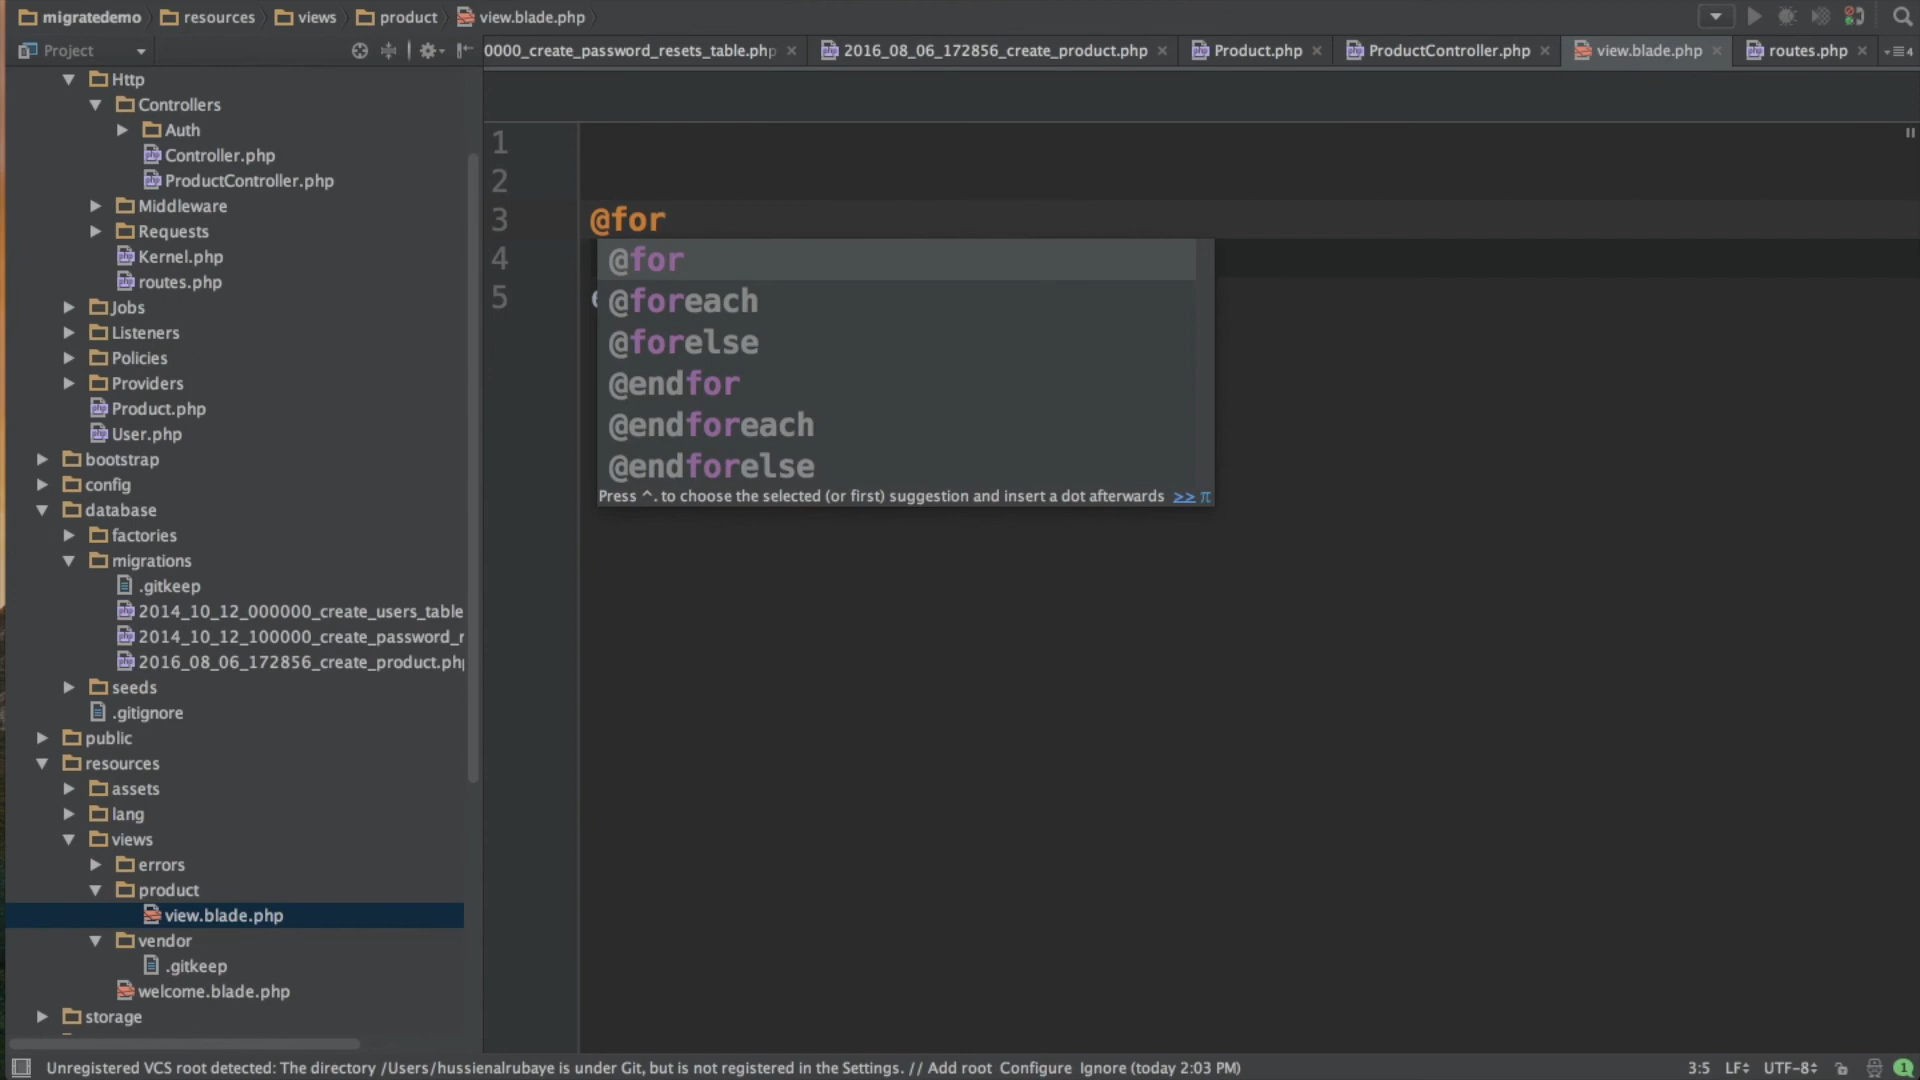 migratedemo resources views product view.blade.php
Project
0000_create_password_resets_table.php 2016_08_06_172856_create_product.php Product.php ProductController.php view.blade.php routes.php 4
Http
Controllers
Auth
Controller.php
ProductController.php
Middleware
Requests
Kernel.php
routes.php
Jobs
Listeners
Policies
Providers
Product.php
User.php
bootstrap
config
database
factories
migrations
.gitkeep
2014_10_12_000000_create_users_table
2014_10_12_100000_create_password_r
2016_08_06_172856_create_product.php
seeds
.gitignore
public
resources
assets
lang
views
errors
product
view.blade.php
vendor
.gitkeep
welcome.blade.php
storage
1
2
3 @for
4
5
@for
@foreach
@forelse
@endfor
@endforeach
@endforelse
Press ^. to choose the selected (or first) suggestion and insert a dot afterwards >> π
Unregistered VCS root detected: The directory /Users/hussienalrubaye is under Git, but is not registered in the Settings. // Add root Configure Ignore (today 2:03 PM)
3:5 LF UTF-8 1